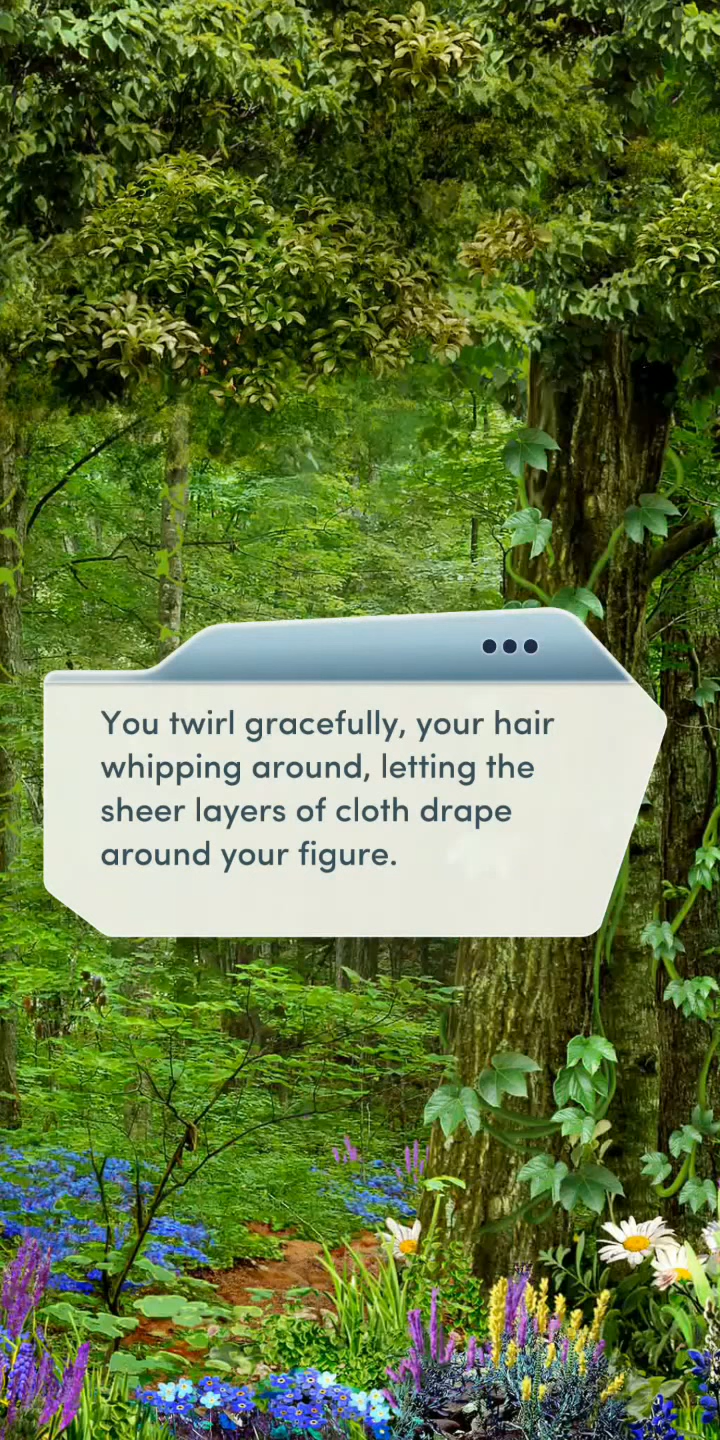 You twirl gracefully, your hair
whipping around, letting the
sheer layers of cloth drape
around your figure.